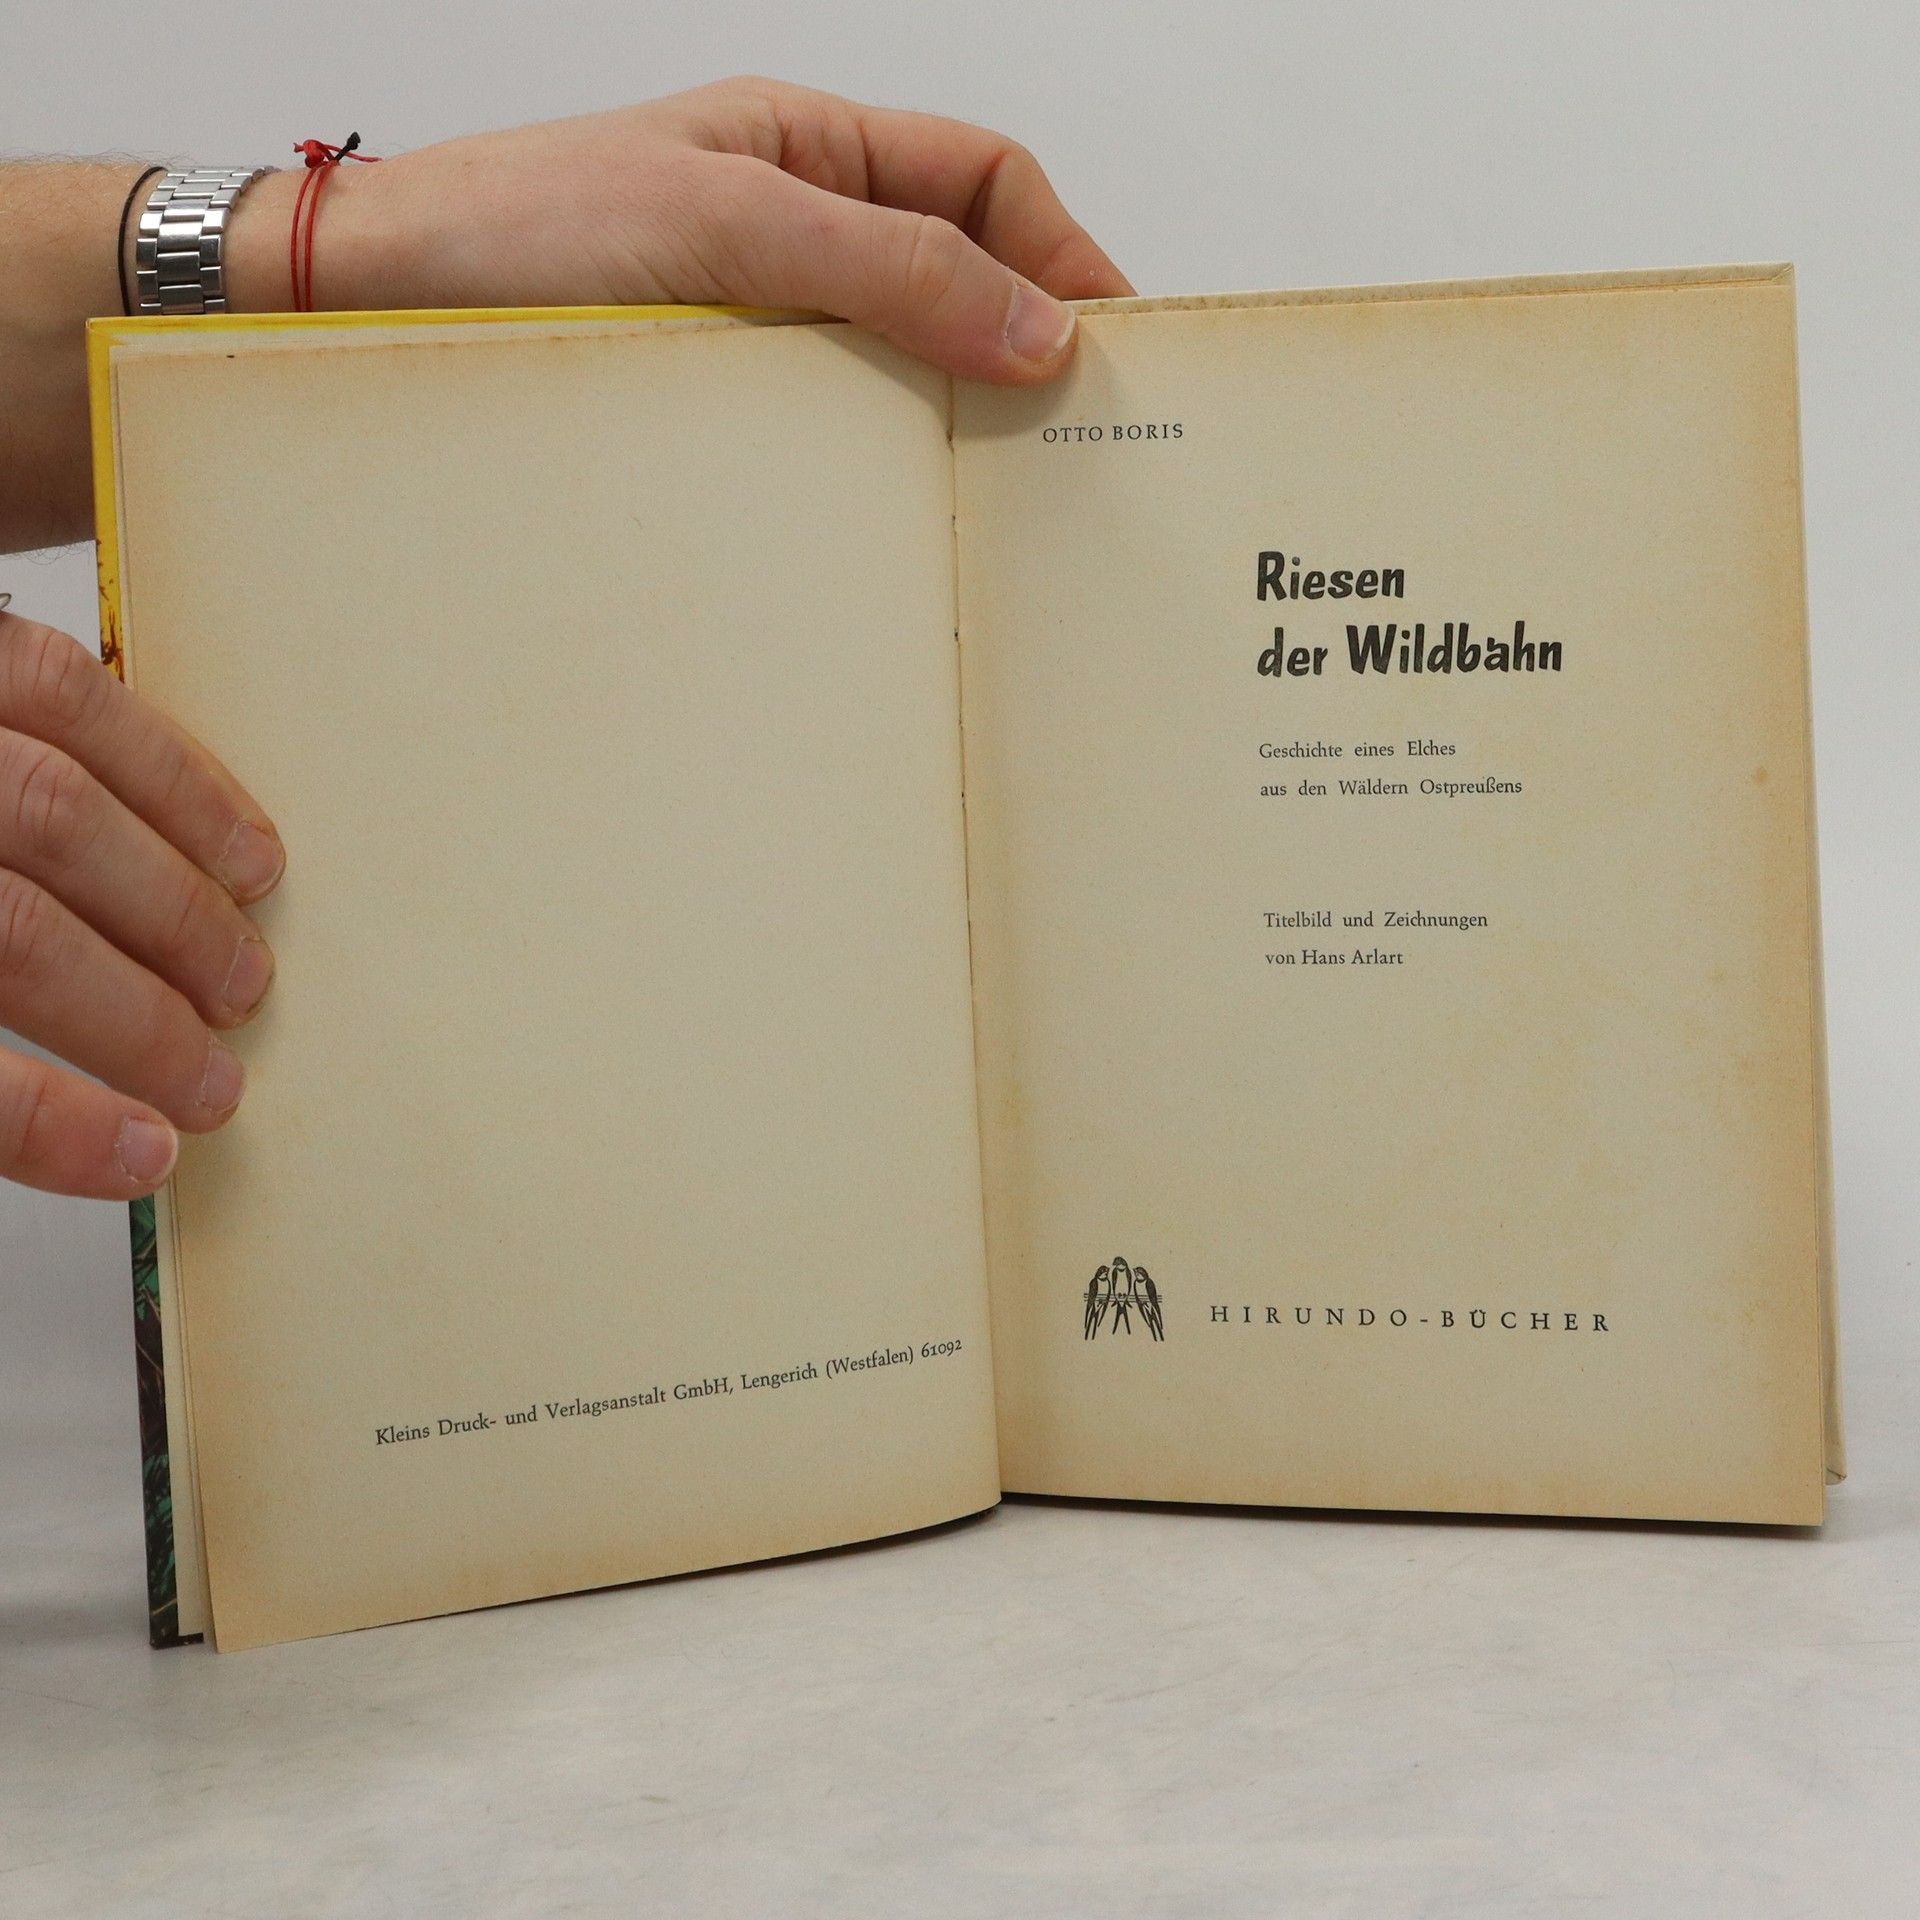 Kleins Druck- und Verlagsanstalt GmbH, Lengerich (Westfalen) 61092
OTTO BORIS
Riesen
der Wildbahn
Geschichte eines Elches
aus den Wäldern Ostpreußens
Titelbild und Zeichnungen
von Hans Arlart
HIRUNDO-BÜCHER